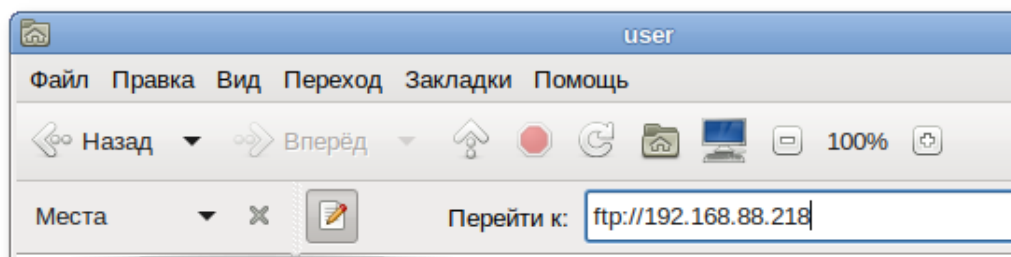 user
Файл Правка Вид Переход Закладки Помощь
Назад Вперёд 100%
Места Перейти к: ftp://192.168.88.218